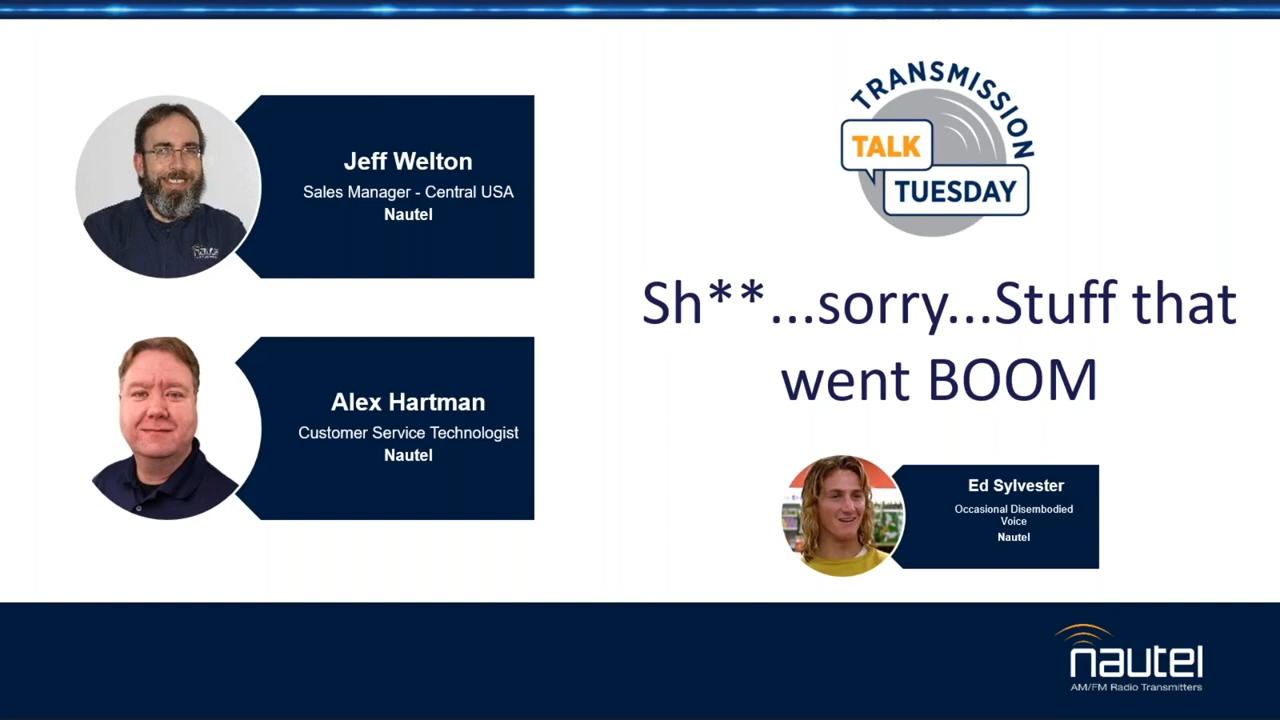 Jeff Welton
Sales Manager - Central USA
Nautel
nautel
Alex Hartman
Customer Service Technologist
Nautel
TRANSMISSION
TALK
TUESDAY
Sh**...sorry...Stuff that
went BOOM
Ed Sylvester
Occasional Disembodied
Voice
Nautel
nautel
AM/FM Radio Transmitters